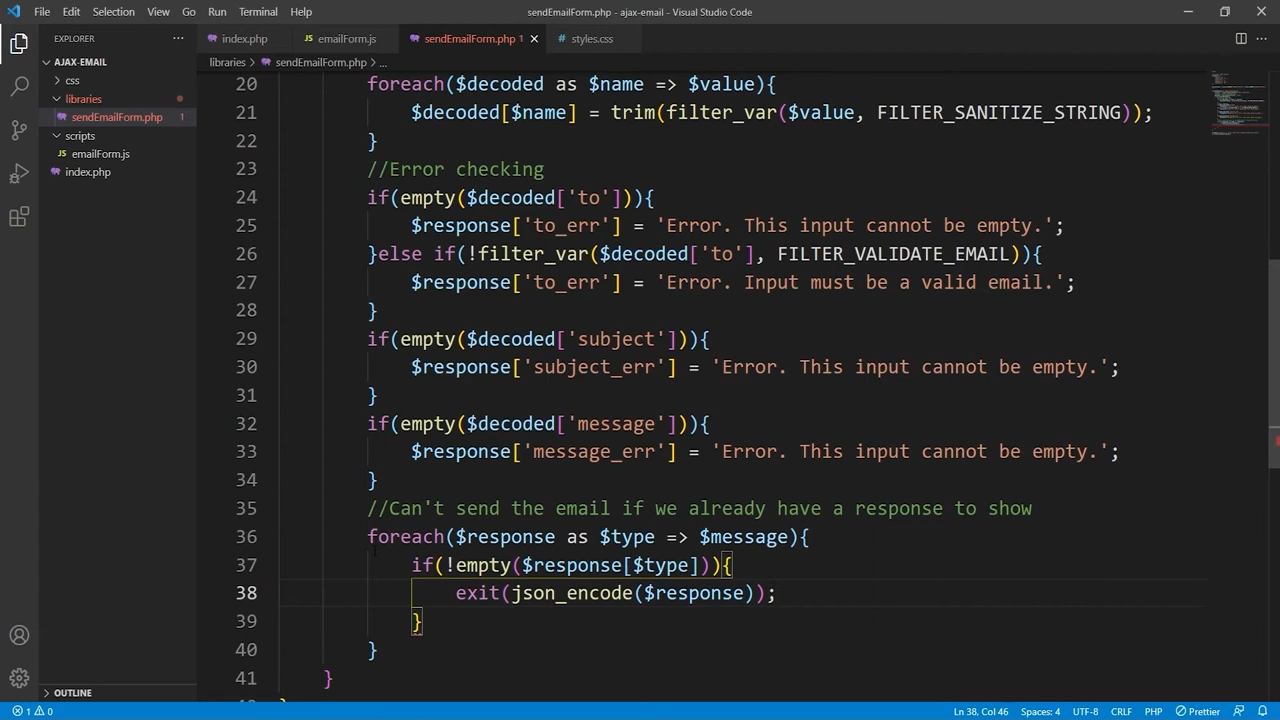 File Edit Selection View Go Run Terminal Help sendEmailForm.php - ajax-email - Visual Studio Code
EXPLORER ...
index.php emailForm.js sendEmailForm.php 1 styles.css
AJAX-EMAIL
css
libraries
sendEmailForm.php 1
scripts
emailForm.js
index.php
OUTLINE
libraries > sendEmailForm.php > ...
20 foreach($decoded as $name => $value){
21 $decoded[$name] = trim(filter_var($value, FILTER_SANITIZE_STRING));
22 }
23 //Error checking
24 if(empty($decoded['to'])){
25 $response['to_err'] = 'Error. This input cannot be empty.';
26 }else if(!filter_var($decoded['to'], FILTER_VALIDATE_EMAIL)){
27 $response['to_err'] = 'Error. Input must be a valid email.';
28 }
29 if(empty($decoded['subject'])){
30 $response['subject_err'] = 'Error. This input cannot be empty.';
31 }
32 if(empty($decoded['message'])){
33 $response['message_err'] = 'Error. This input cannot be empty.';
34 }
35 //Can't send the email if we already have a response to show
36 foreach($response as $type => $message){
37 if(!empty($response[$type])){
38 exit(json_encode($response));
39 }
40 }
41 }
1 0 Ln 38, Col 46 Spaces: 4 UTF-8 CRLF PHP Prettier